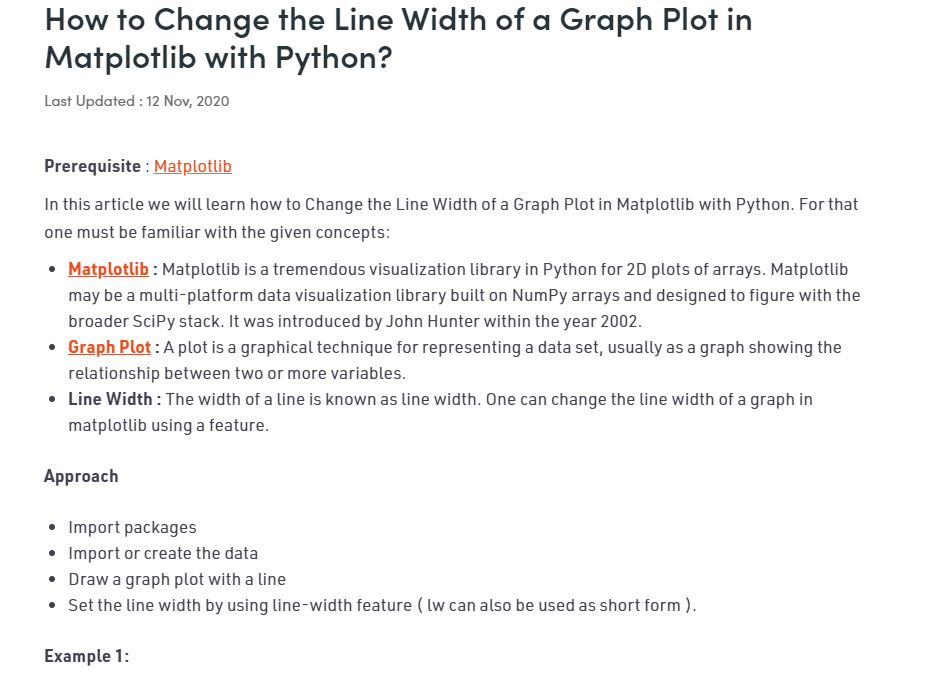 How to Change the Line Width of a Graph Plot in
Matplotlib with Python?
Last Updated : 12 Nov, 2020
Prerequisite : Matplotlib
In this article we will learn how to Change the Line Width of a Graph Plot in Matplotlib with Python. For that
one must be familiar with the given concepts:
• Matplotlib : Matplotlib is a tremendous visualization library in Python for 2D plots of arrays. Matplotlib
may be a multi-platform data visualization library built on NumPy arrays and designed to figure with the
broader SciPy stack. It was introduced by John Hunter within the year 2002.
• Graph Plot : A plot is a graphical technique for representing a data set, usually as a graph showing the
relationship between two or more variables.
• Line Width : The width of a line is known as line width. One can change the line width of a graph in
matplotlib using a feature.
Approach
• Import packages
• Import or create the data
• Draw a graph plot with a line
• Set the line width by using line-width feature ( lw can also be used as short form ).
Example 1: